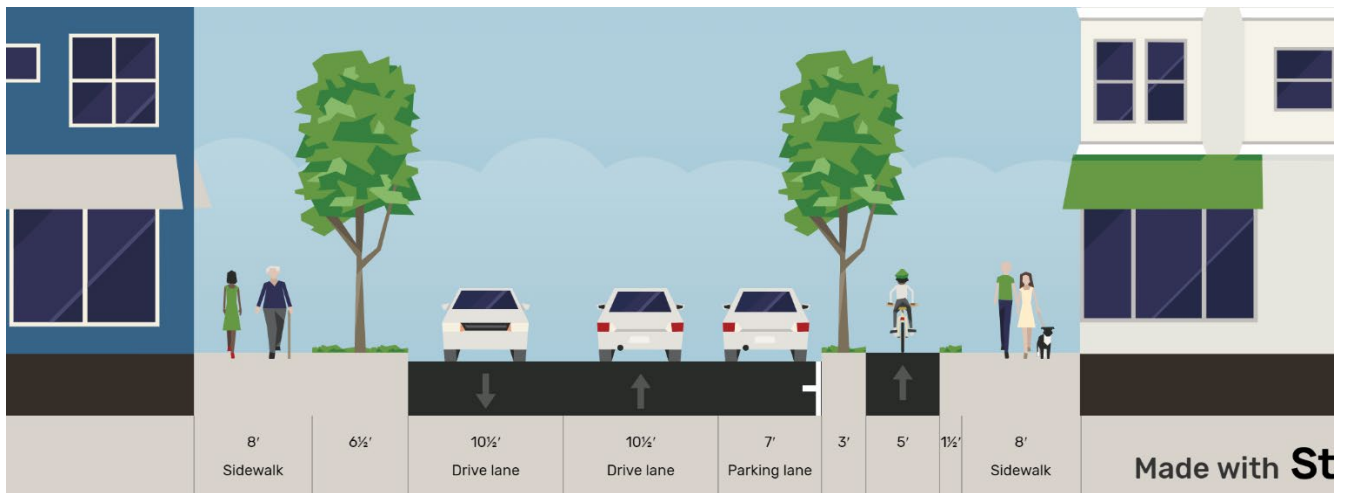 8′ 6½′ 10½′ 10½′ 7′ 3′ 5′ 1½′ 8′
Sidewalk Drive lane Drive lane Parking lane Sidewalk
Made with St